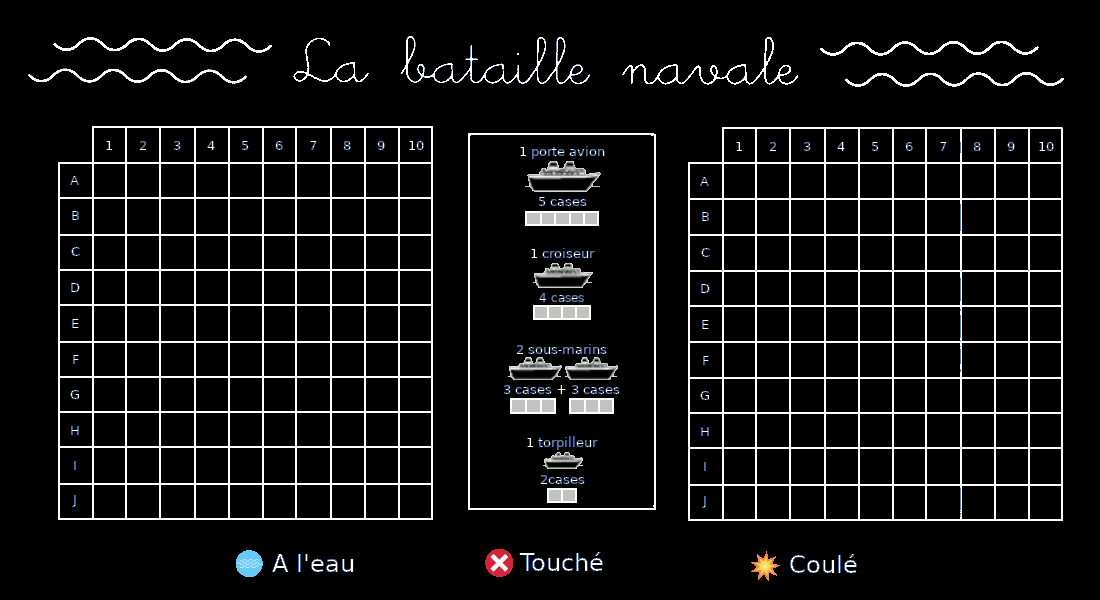 La bataille navale
1 2 3 4 5 6 7 8 9 10
A
B
C
D
E
F
G
H
I
J
1 porte avion
5 cases
1 croiseur
4 cases
2 sous-marins
3 cases + 3 cases
1 torpilleur
2cases
1 2 3 4 5 6 7 8 9 10
A
B
C
D
E
F
G
H
I
J
A l'eau
Touché
Coulé